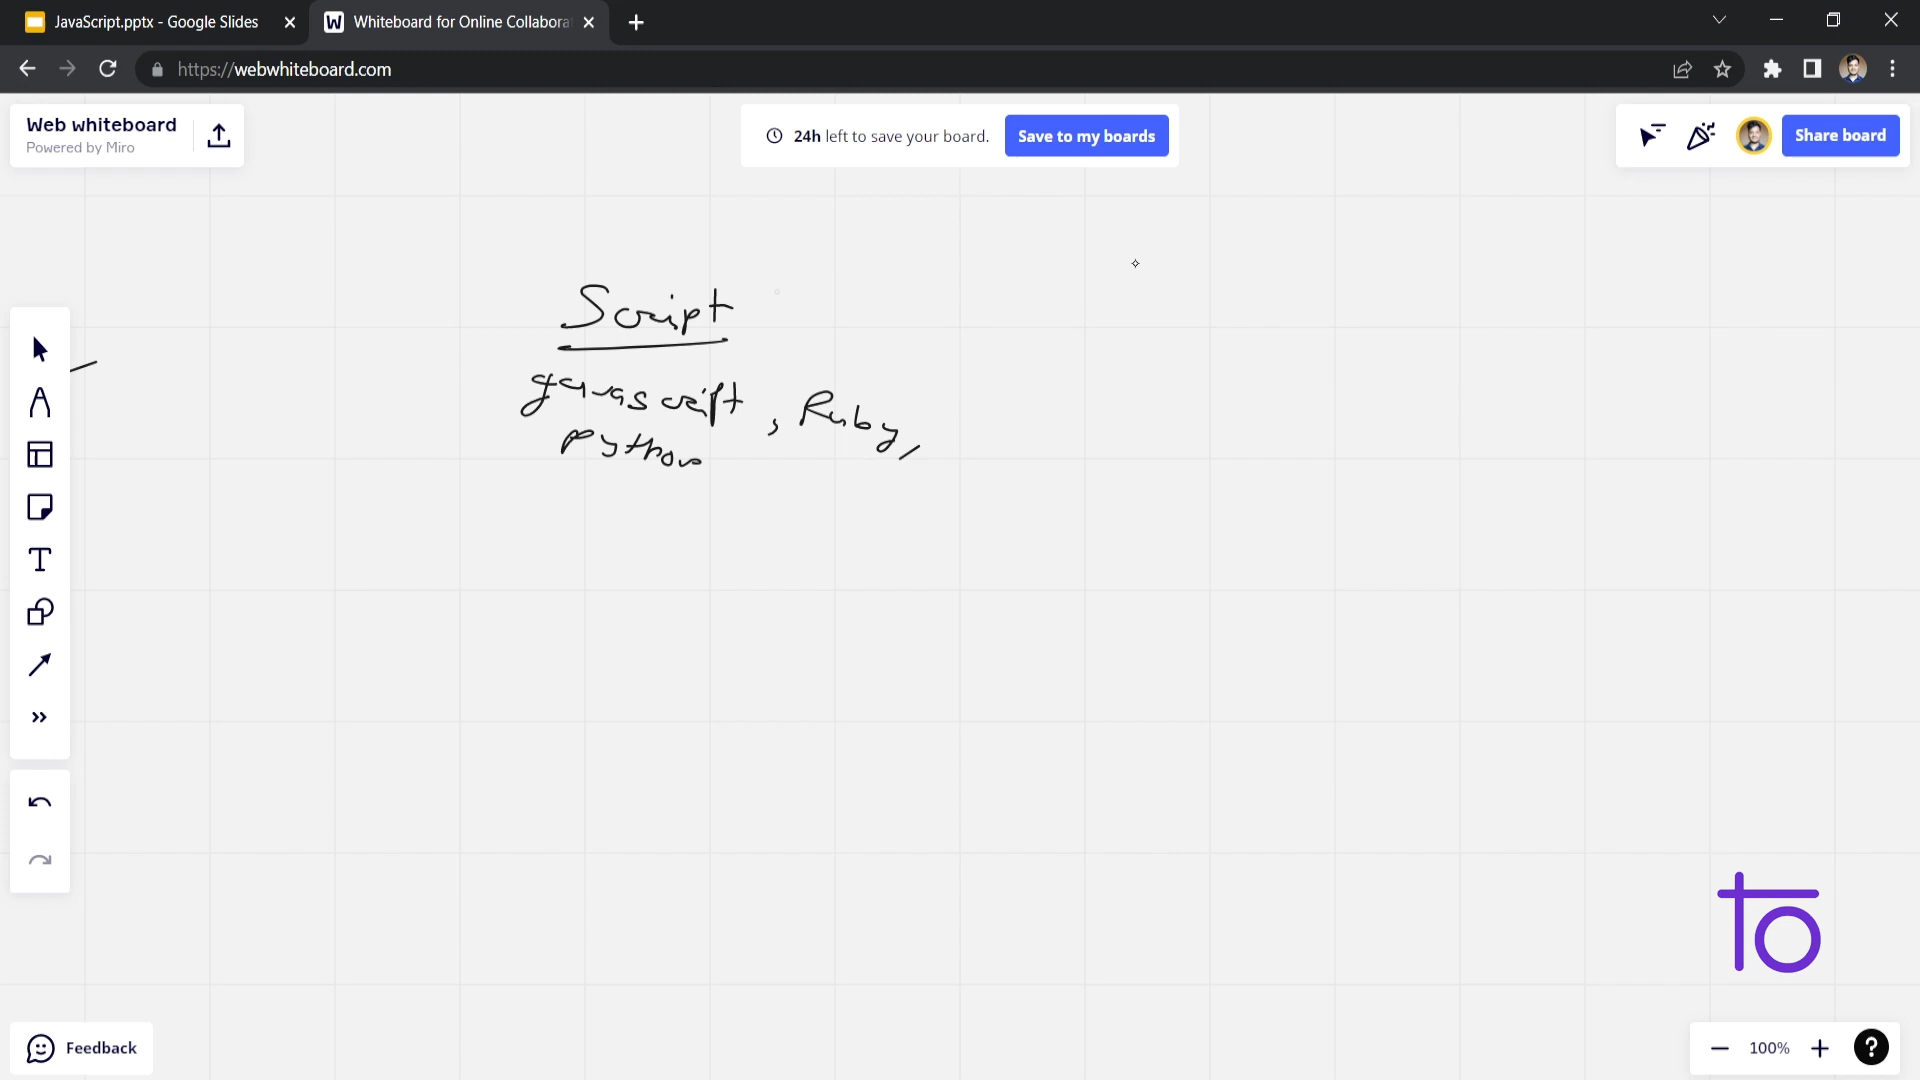 JavaScript.pptx - Google Slides
Whiteboard for Online Collabora
https://webwhiteboard.com
Web whiteboard
Powered by Miro
24h left to save your board.
Save to my boards
Share board
Script
Javascript, Ruby,
python
to
Feedback
100%